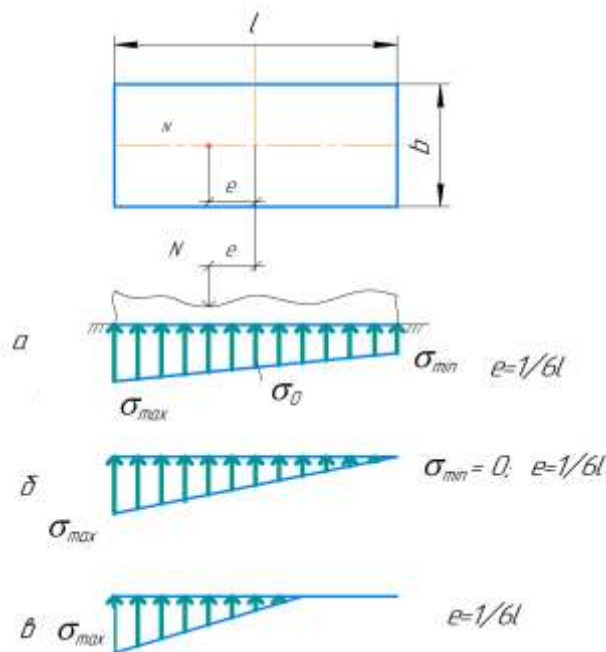 l
N
b
e
N e
а
σmax σ0 σmin e=1/6l
б σmin = 0; e=1/6l
σmax
в σmax e=1/6l